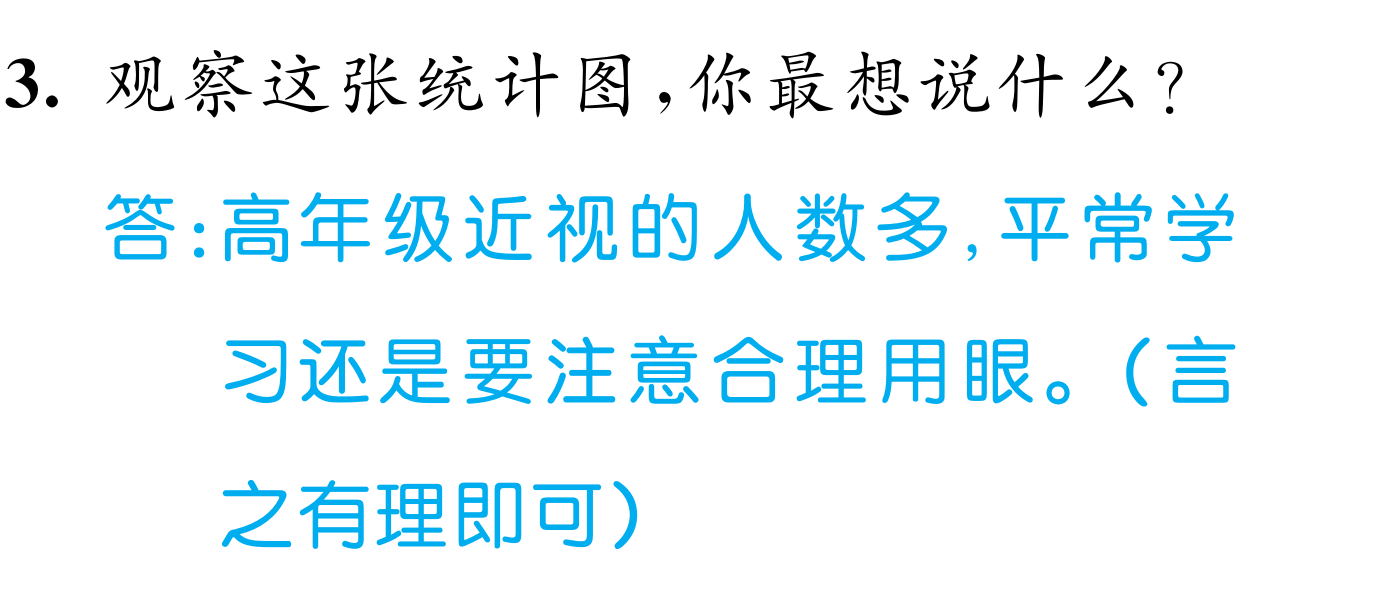 3. 观察这张统计图,你最想说什么?
答:高年级近视的人数多,平常学
习还是要注意合理用眼。(言
之有理即可)